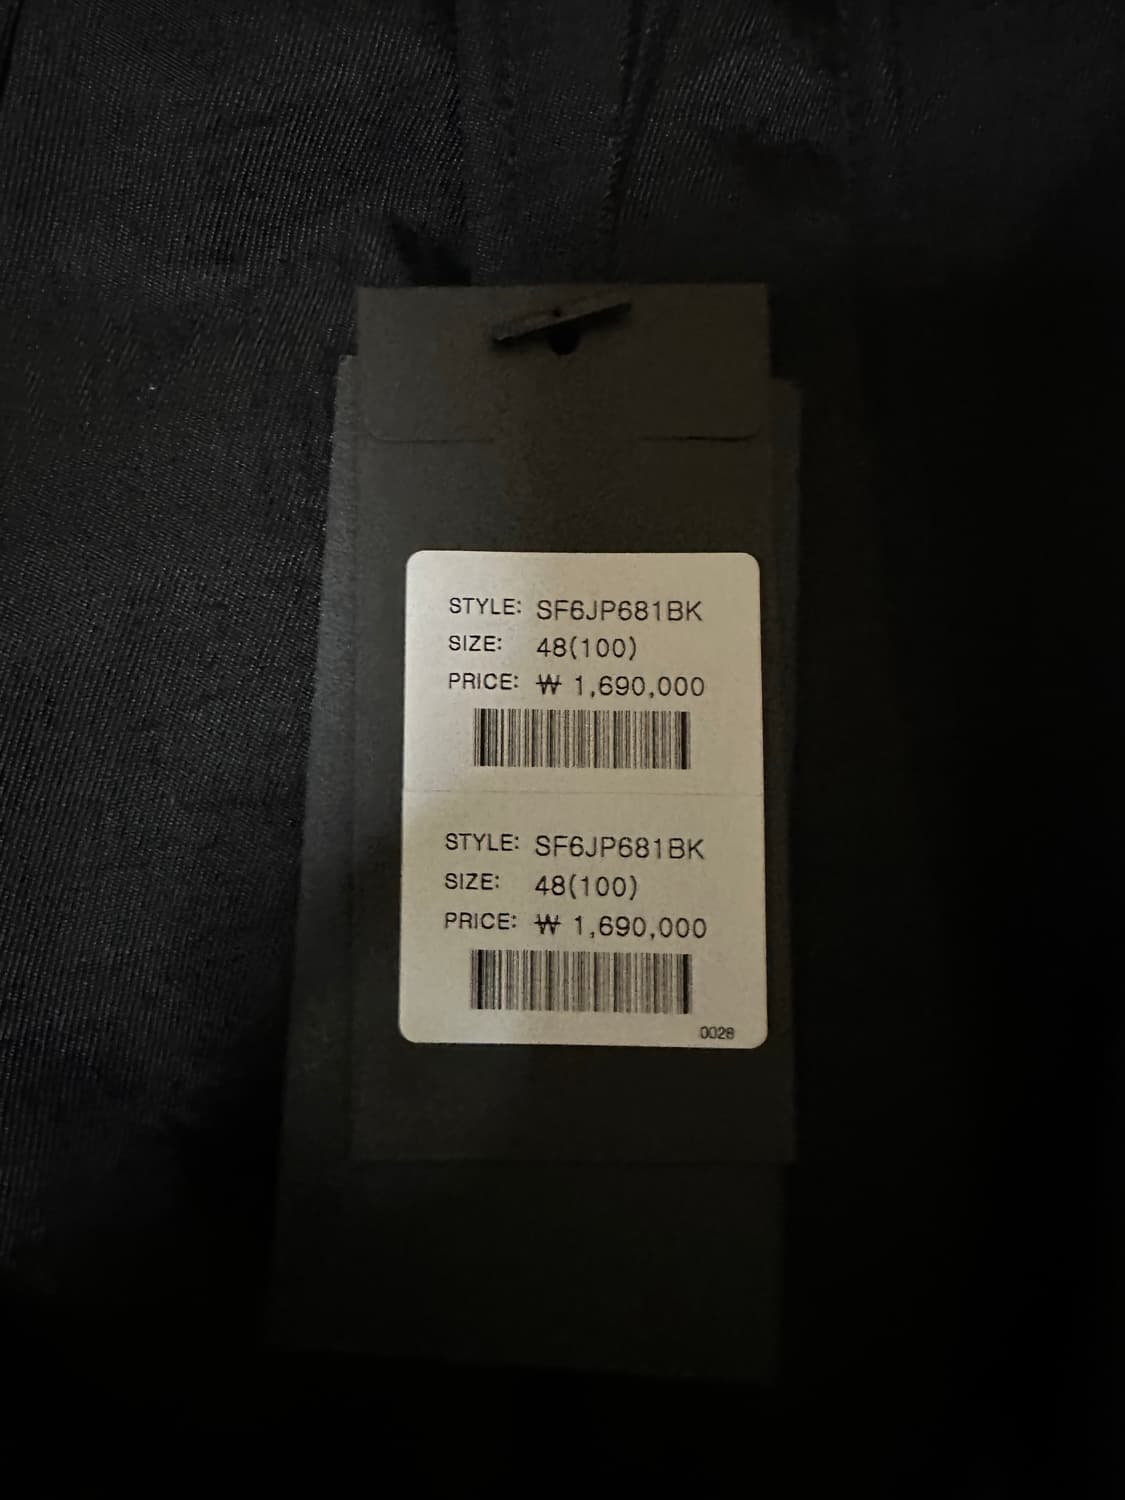 STYLE: SF6JP681BK
SIZE: 48(100)
PRICE: ₩ 1,690,000
STYLE: SF6JP681BK
SIZE: 48(100)
PRICE: ₩ 1,690,000
0028